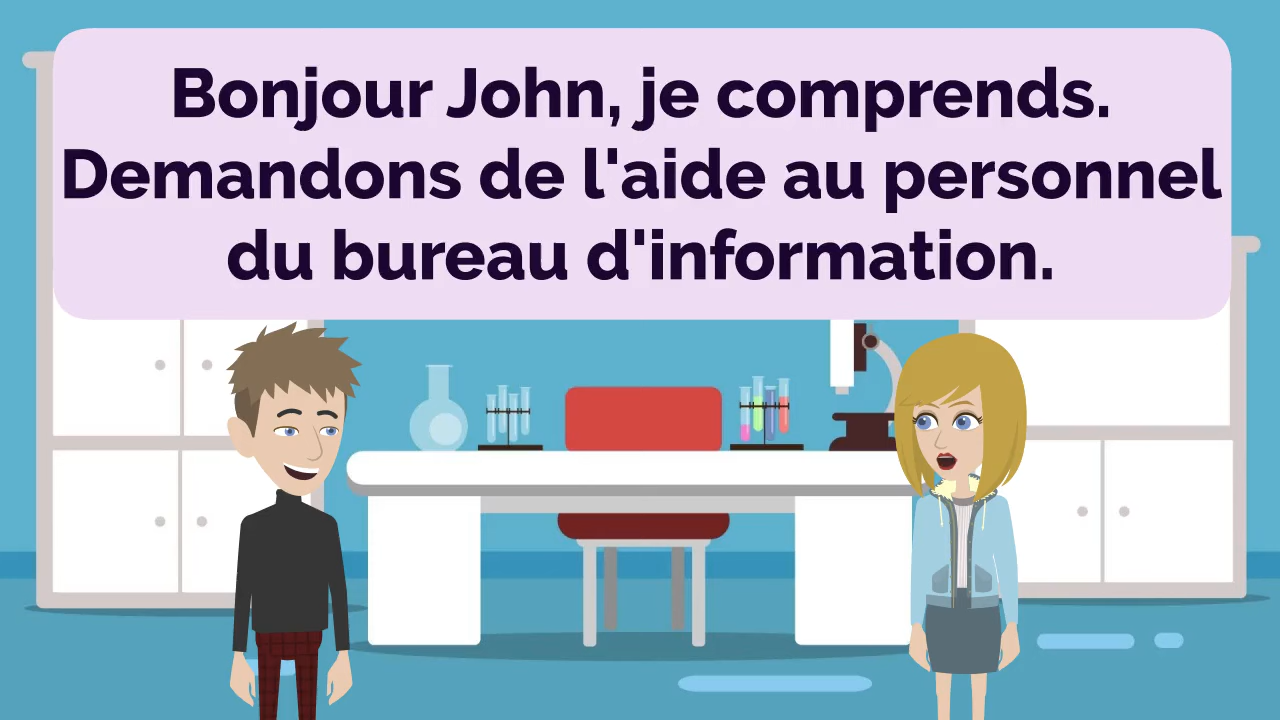 Bonjour John, je comprends.
Demandons de l'aide au personnel
du bureau d'information.